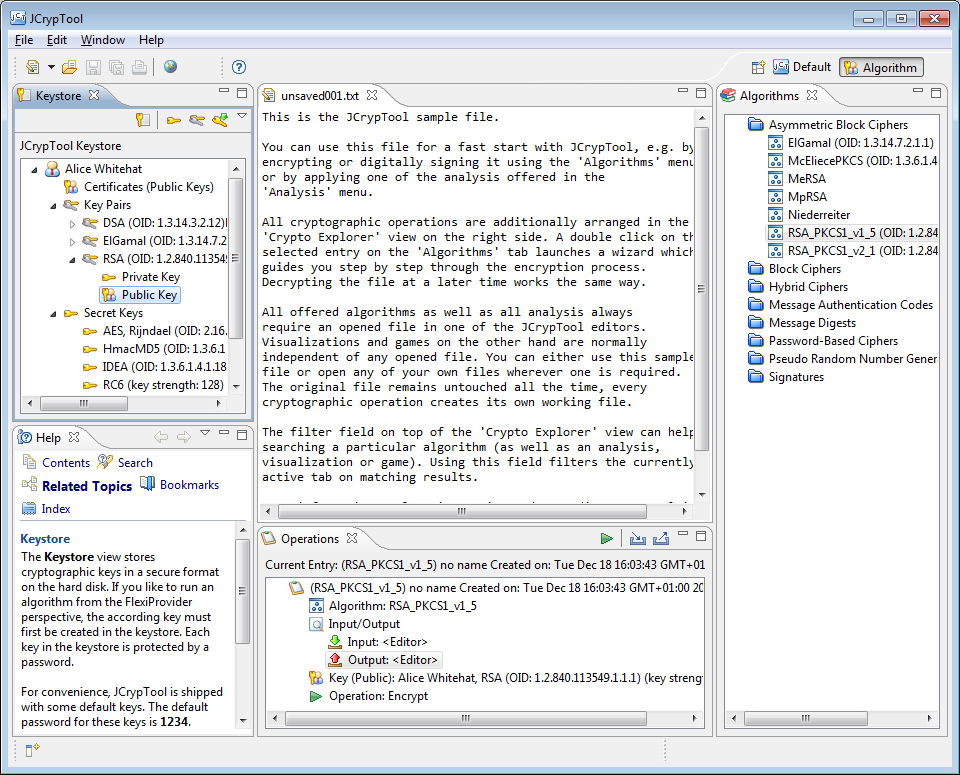 JCrypTool
File Edit Window Help
Default Algorithm
Keystore
JCrypTool Keystore
Alice Whitehat
Certificates (Public Keys)
Key Pairs
DSA (OID: 1.3.14.3.2.12)
ElGamal (OID: 1.3.14.7.2
RSA (OID: 1.2.840.113549
Private Key
Public Key
Secret Keys
AES, Rijndael (OID: 2.16.
HmacMD5 (OID: 1.3.6.1
IDEA (OID: 1.3.6.1.4.1.18
RC6 (key strength: 128)
Help
Contents Search
Related Topics Bookmarks
Index
Keystore
The Keystore view stores
cryptographic keys in a secure format
on the hard disk. If you like to run an
algorithm from the FlexiProvider
perspective, the according key must
first be created in the keystore. Each
key in the keystore is protected by a
password.
For convenience, JCrypTool is shipped
with some default keys. The default
password for these keys is 1234.
unsaved001.txt
This is the JCrypTool sample file.
You can use this file for a fast start with JCrypTool, e.g. by
encrypting or digitally signing it using the 'Algorithms' menu
or by applying one of the analysis offered in the
'Analysis' menu.
All cryptographic operations are additionally arranged in the
'Crypto Explorer' view on the right side. A double click on th
selected entry on the 'Algorithms' tab launches a wizard which
guides you step by step through the encryption process.
Decrypting the file at a later time works the same way.
All offered algorithms as well as all analysis always
require an opened file in one of the JCrypTool editors.
Visualizations and games on the other hand are normally
independent of any opened file. You can either use this sample
file or open any of your own files wherever one is required.
The original file remains untouched all the time, every
cryptographic operation creates its own working file.
The filter field on top of the 'Crypto Explorer' view can help
searching a particular algorithm (as well as an analysis,
visualization or game). Using this field filters the currently
active tab on matching results.
Operations
Current Entry: (RSA_PKCS1_v1_5) no name Created on: Tue Dec 18 16:03:43 GMT+01
(RSA_PKCS1_v1_5) no name Created on: Tue Dec 18 16:03:43 GMT+01:00 20
Algorithm: RSA_PKCS1_v1_5
Input/Output
Input: <Editor>
Output: <Editor>
Key (Public): Alice Whitehat, RSA (OID: 1.2.840.113549.1.1.1) (key streng
Operation: Encrypt
Algorithms
Asymmetric Block Ciphers
ElGamal (OID: 1.3.14.7.2.1.1)
McEliecePKCS (OID: 1.3.6.1.4
MeRSA
MpRSA
Niederreiter
RSA_PKCS1_v1_5 (OID: 1.2.84
RSA_PKCS1_v2_1 (OID: 1.2.84
Block Ciphers
Hybrid Ciphers
Message Authentication Codes
Message Digests
Password-Based Ciphers
Pseudo Random Number Gener
Signatures